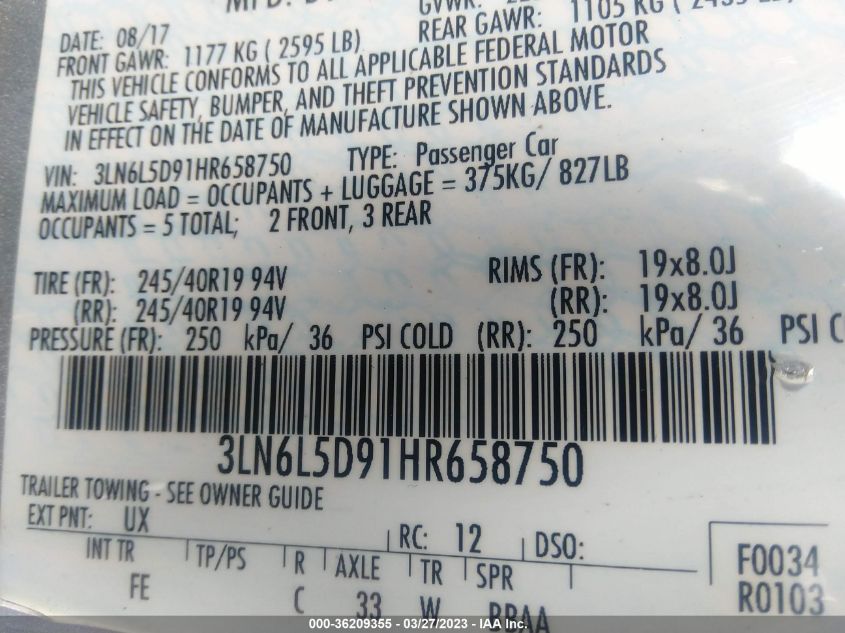 DATE: 08/17
FRONT GAWR: 1177 KG ( 2595 LB)
REAR GAWR: 1105 KG (
THIS VEHICLE CONFORMS TO ALL APPLICABLE FEDERAL MOTOR
VEHICLE SAFETY, BUMPER, AND THEFT PREVENTION STANDARDS
IN EFFECT ON THE DATE OF MANUFACTURE SHOWN ABOVE.
VIN: 3LN6L5D91HR658750 TYPE: Passenger Car
MAXIMUM LOAD = OCCUPANTS + LUGGAGE = 375KG/ 827LB
OCCUPANTS = 5 TOTAL; 2 FRONT, 3 REAR
TIRE (FR): 245/40R19 94V RIMS (FR): 19x8.0J
(RR): 245/40R19 94V (RR): 19x8.0J
PRESSURE (FR): 250 kPa/ 36 PSI COLD (RR): 250 kPa/ 36 PSI C
3LN6L5D91HR658750
TRAILER TOWING - SEE OWNER GUIDE
EXT PNT: UX RC: 12 DSO:
INT TR TP/PS R AXLE TR SPR F0034
FE C 33 W BBAA R0103
000-36209355 - 03/27/2023 - IAA Inc.